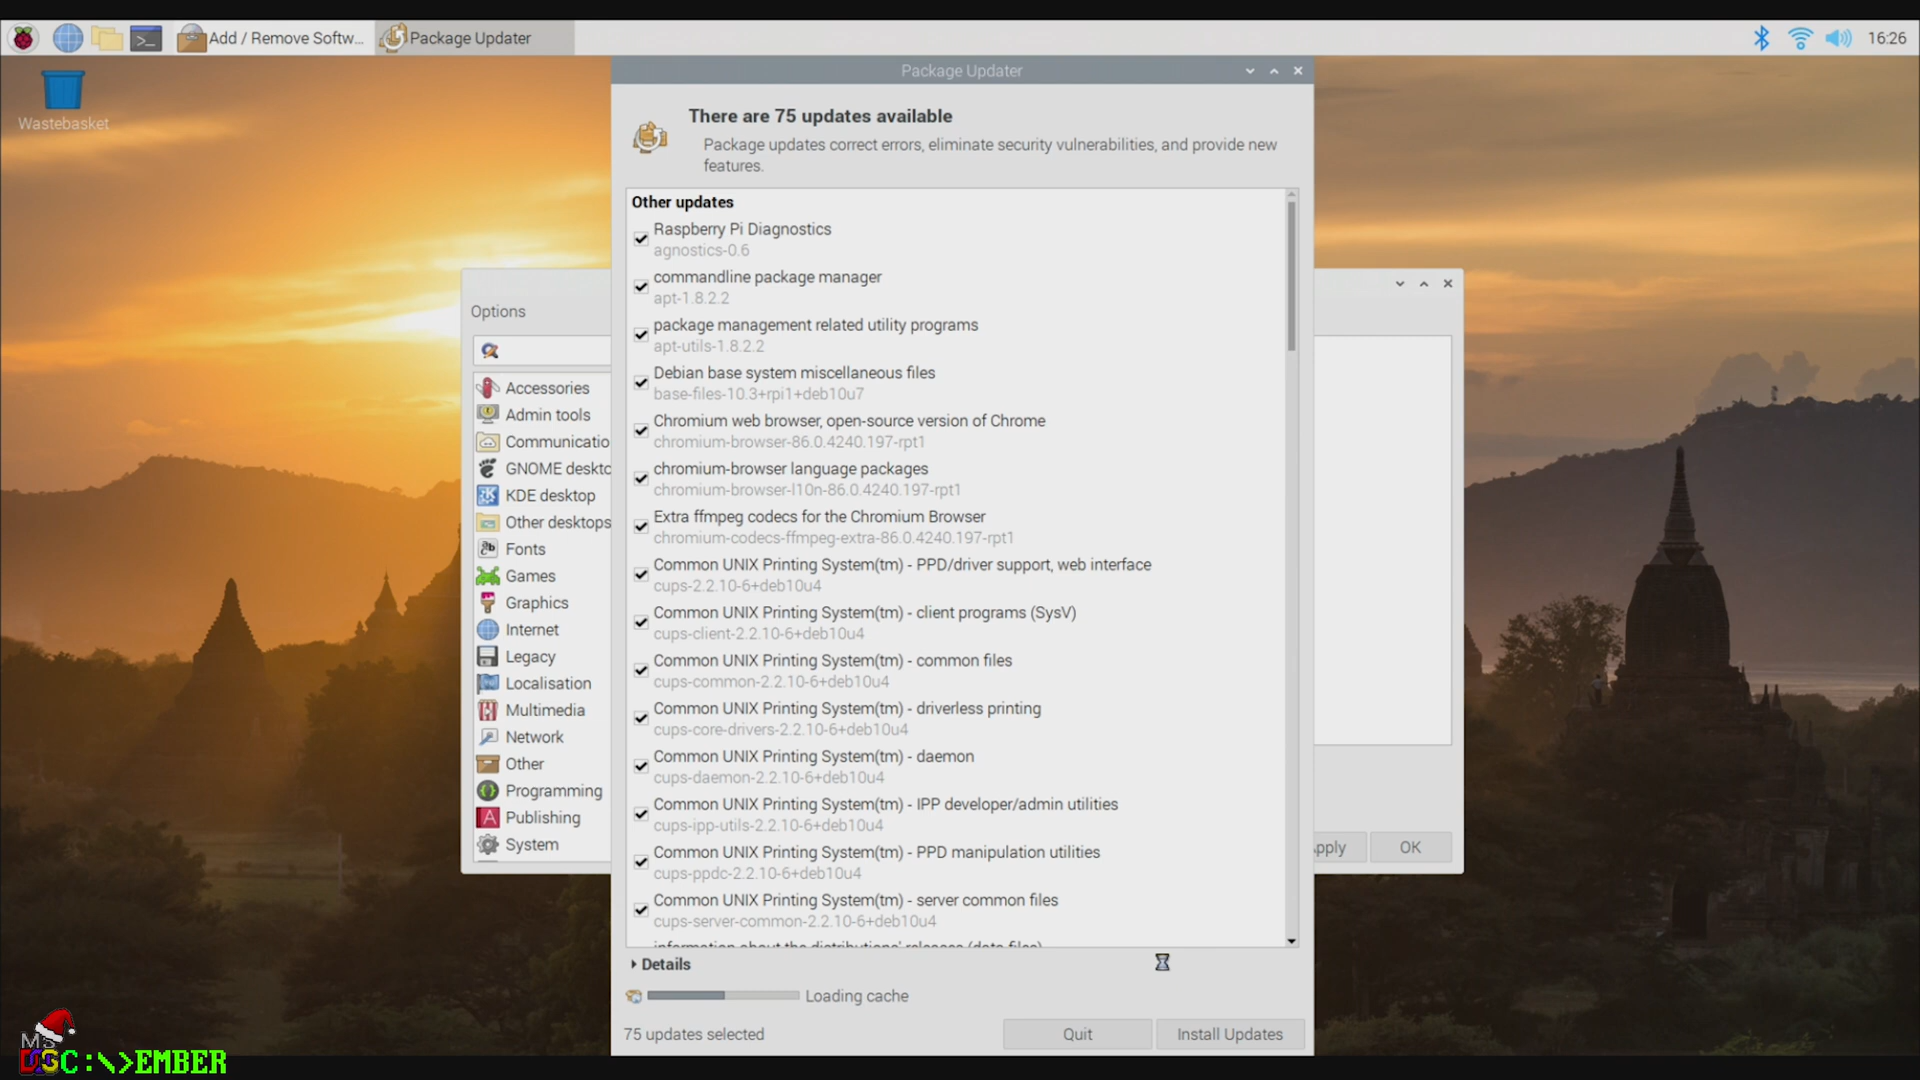 Add / Remove Softw...
Package Updater
16:26
Wastebasket
Package Updater
There are 75 updates available
Package updates correct errors, eliminate security vulnerabilities, and provide new
features.
Other updates
Raspberry Pi Diagnostics
agnostics-0.6
commandline package manager
apt-1.8.2.2
package management related utility programs
apt-utils-1.8.2.2
Debian base system miscellaneous files
base-files-10.3+rpi1+deb10u7
Chromium web browser, open-source version of Chrome
chromium-browser-86.0.4240.197-rpt1
chromium-browser language packages
chromium-browser-l10n-86.0.4240.197-rpt1
Extra ffmpeg codecs for the Chromium Browser
chromium-codecs-ffmpeg-extra-86.0.4240.197-rpt1
Common UNIX Printing System(tm) - PPD/driver support, web interface
cups-2.2.10-6+deb10u4
Common UNIX Printing System(tm) - client programs (SysV)
cups-client-2.2.10-6+deb10u4
Common UNIX Printing System(tm) - common files
cups-common-2.2.10-6+deb10u4
Common UNIX Printing System(tm) - driverless printing
cups-core-drivers-2.2.10-6+deb10u4
Common UNIX Printing System(tm) - daemon
cups-daemon-2.2.10-6+deb10u4
Common UNIX Printing System(tm) - IPP developer/admin utilities
cups-ipp-utils-2.2.10-6+deb10u4
Common UNIX Printing System(tm) - PPD manipulation utilities
cups-ppdc-2.2.10-6+deb10u4
Common UNIX Printing System(tm) - server common files
cups-server-common-2.2.10-6+deb10u4
information about the distributions' releases (data files)
Details
Loading cache
75 updates selected
Quit
Install Updates
Options
Accessories
Admin tools
Communicatio
GNOME deskto
KDE desktop
Other desktops
Fonts
Games
Graphics
Internet
Legacy
Localisation
Multimedia
Network
Other
Programming
Publishing
System
pply
OK
MS
DOSC:\>EMBER